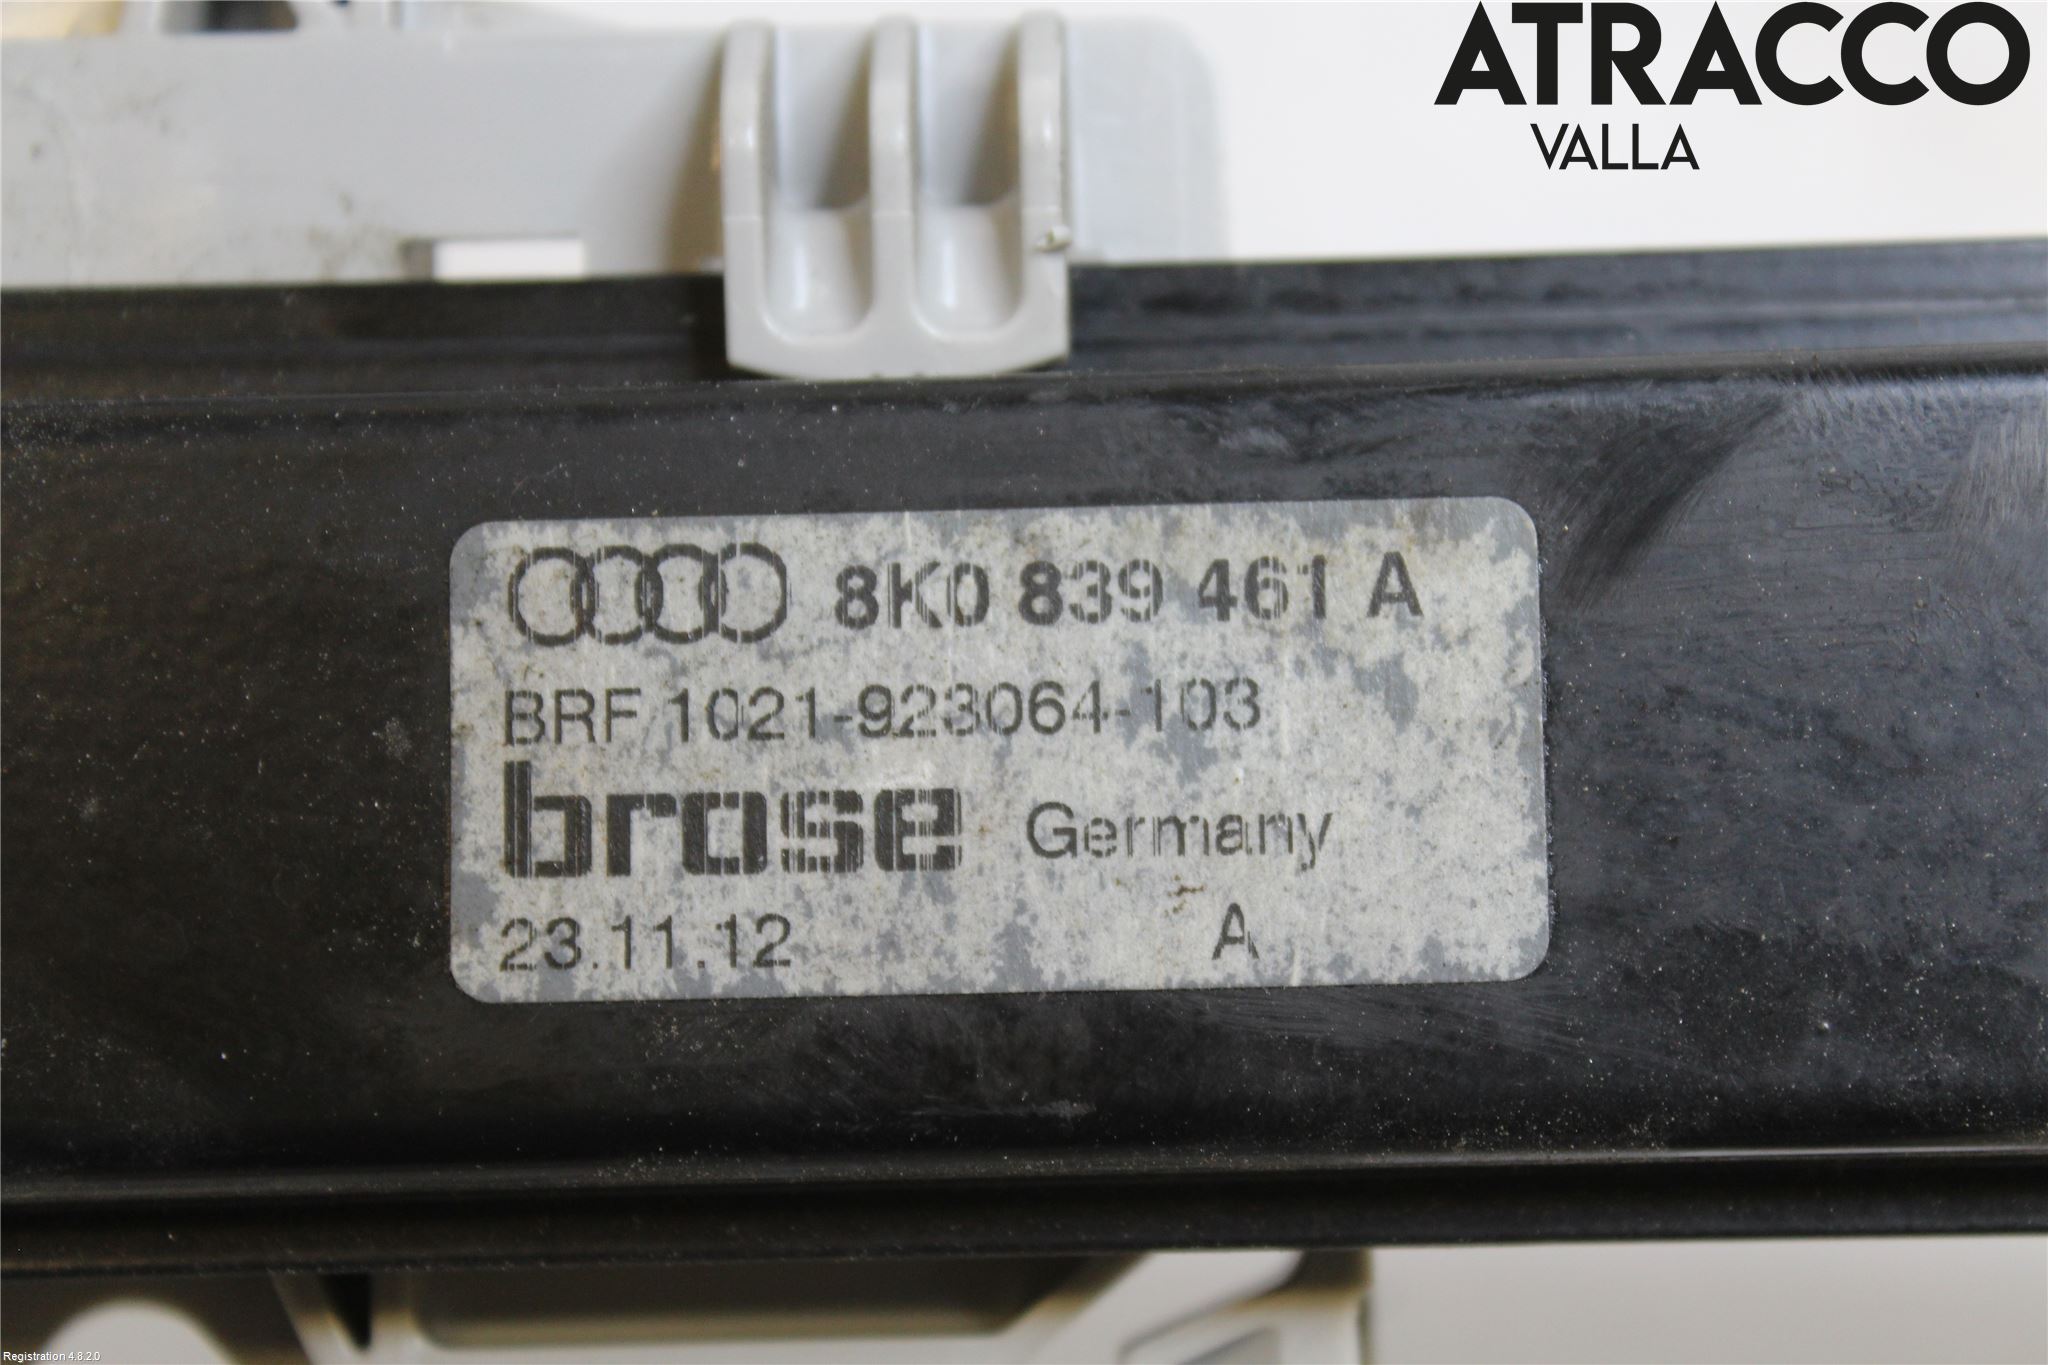 ATRACCO
VALLA
8K0 839 461 A
BRF 1021-923064-103
brose Germany
23.11.12 A
Registration 4.8.2.0